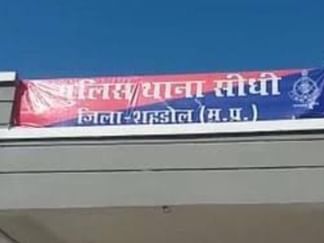 पुलिस थाना सीधी
जिला-शहडोल (म.प्र.)